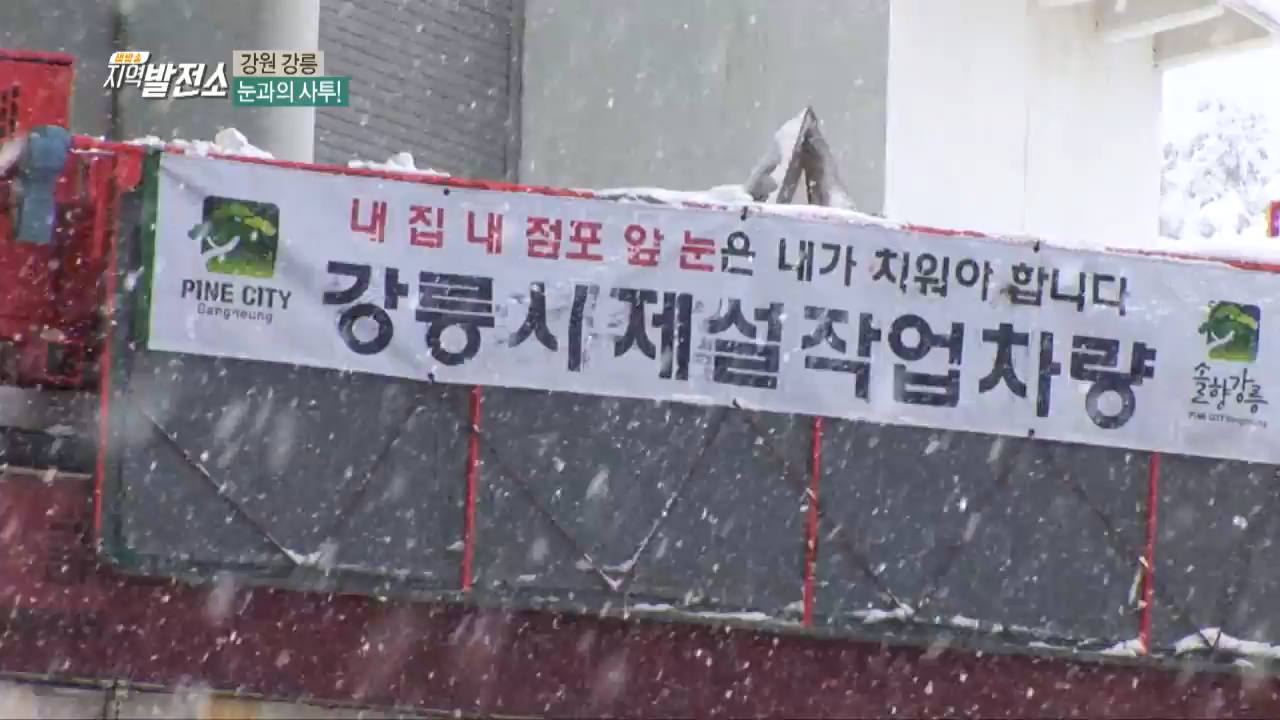 생방송
지역발전소
강원 강릉
눈과의 사투!
내 집 내 점포 앞 눈은 내가 치워야 합니다
강릉시제설작업차량
PINE CITY
Gangneung
솔향강릉
PINE CITY Gangneung